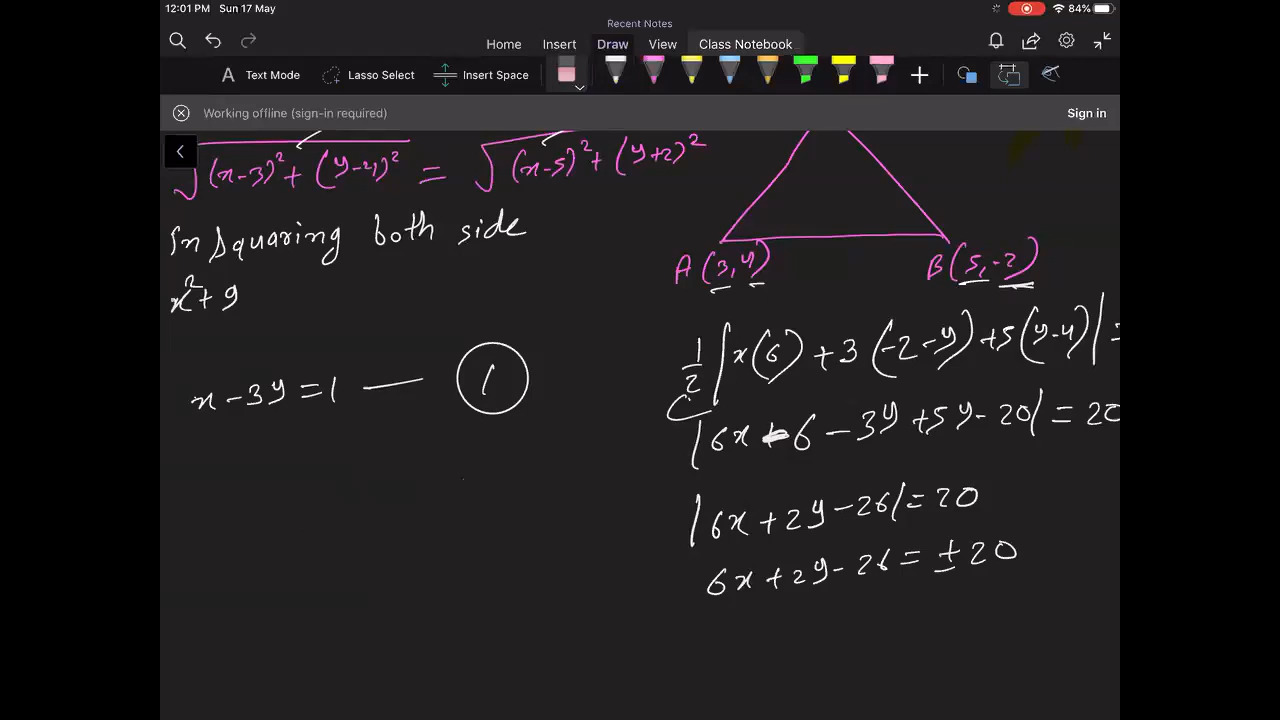 12:01 PM Sun 17 May
84%
Recent Notes
Home Insert Draw View Class Notebook
A Text Mode Lasso Select Insert Space
Working offline (sign-in required) Sign in
√(x-3)²+(y-4)² = √(x-5)²+(y+2)²
In squaring both side
x²+9
x-3y=1 — 1
A(3,4) B(5,-2)
1/2 |x(6)+3(-2-y)+5(y-4)|=
|6x-6-3y+5y-20|=20
|6x+2y-26|=20
6x+2y-26=±20